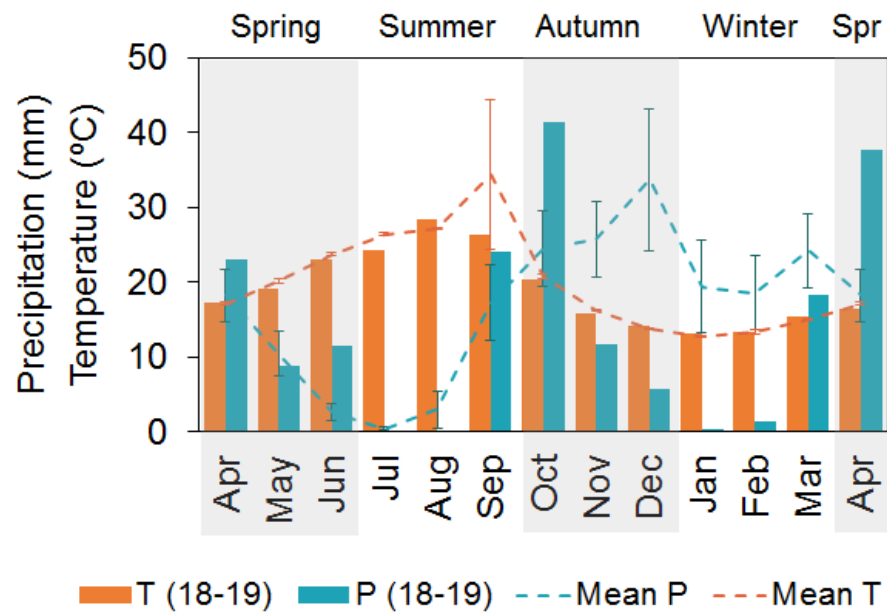 Spring Summer Autumn Winter Spr
Precipitation (mm)
Temperature (ºC)
50
40
30
20
10
0
Apr
May
Jun
Jul
Aug
Sep
Oct
Nov
Dec
Jan
Feb
Mar
Apr
T (18-19) P (18-19) Mean P Mean T